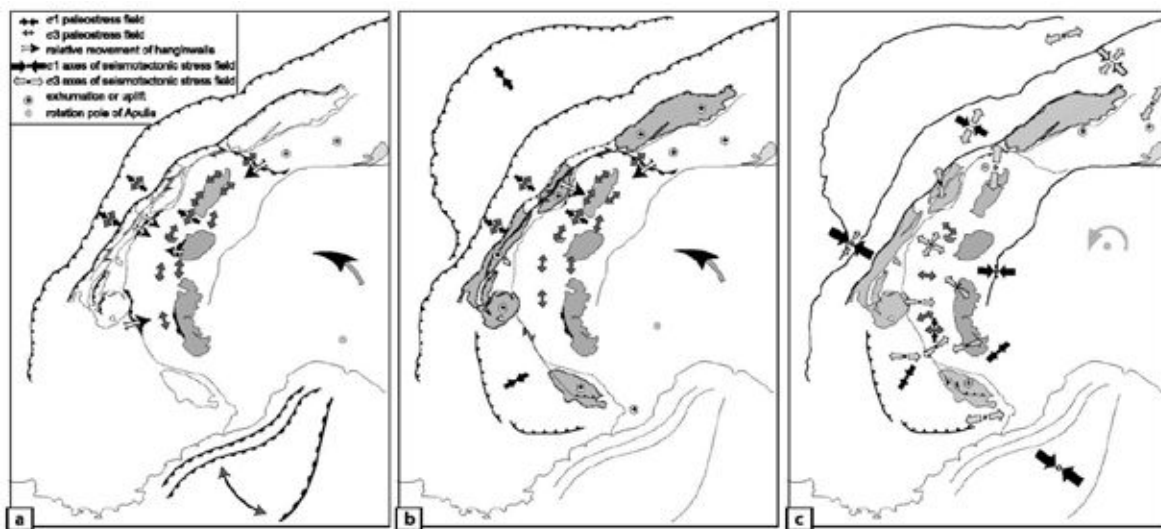 σ1 paleostress field
σ3 paleostress field
relative movement of hanginwalls
σ1 axes of seismotectonic stress field
σ3 axes of seismotectonic stress field
exhumation or uplift
rotation pole of Apulia
a
b
c